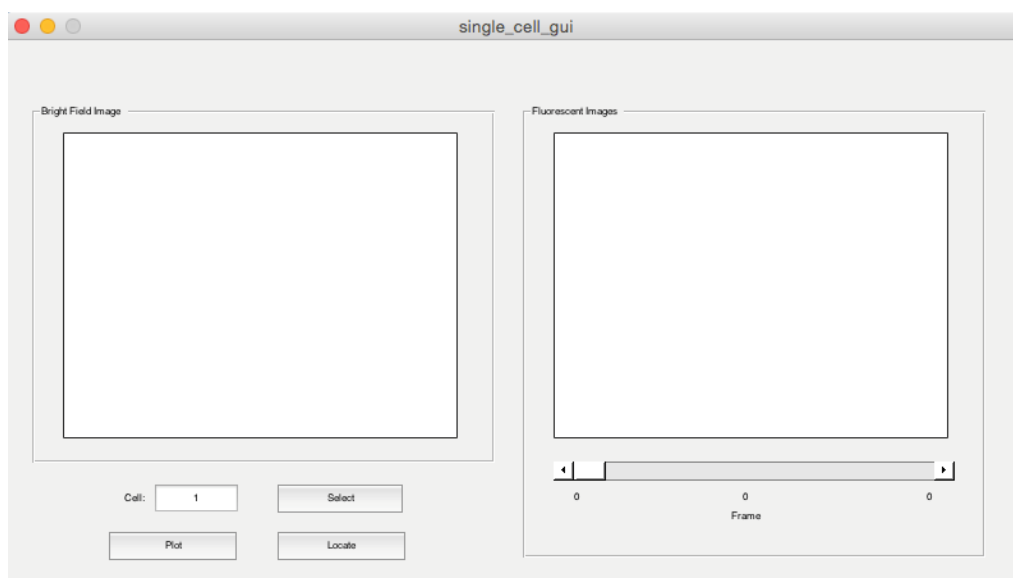 single_cell_gui
Bright Field Image
Fluorescent Images
Cell: 1 Select
Plot Locate
0 0 0
Frame